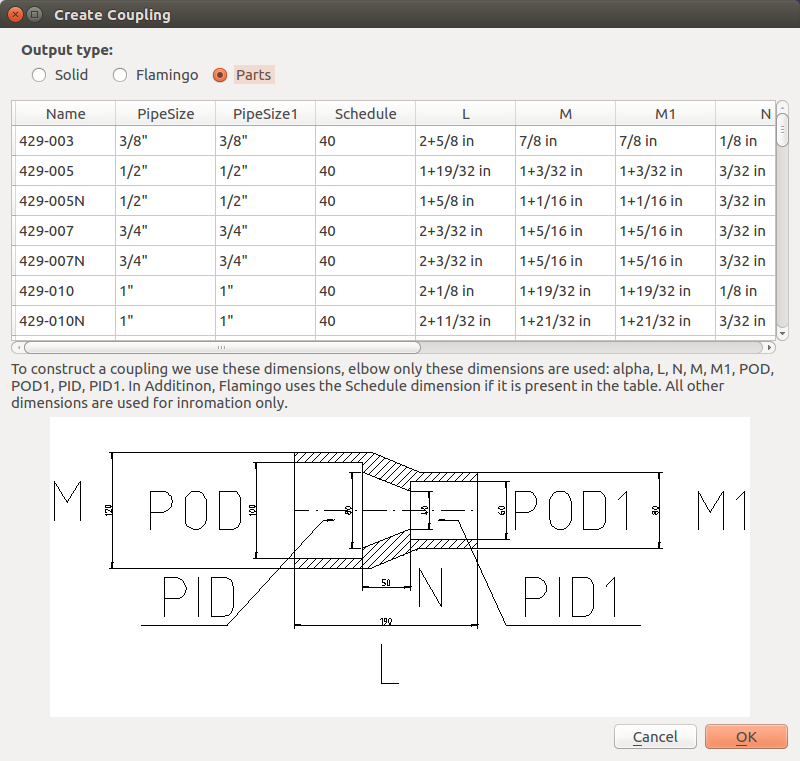 Create Coupling
Output type:
Solid Flamingo Parts
Name PipeSize PipeSize1 Schedule L M M1 N
429-003 3/8" 3/8" 40 2+5/8 in 7/8 in 7/8 in 1/8 in
429-005 1/2" 1/2" 40 1+19/32 in 1+3/32 in 1+3/32 in 3/32 in
429-005N 1/2" 1/2" 40 1+5/8 in 1+1/16 in 1+1/16 in 3/32 in
429-007 3/4" 3/4" 40 2+3/32 in 1+5/16 in 1+5/16 in 3/32 in
429-007N 3/4" 3/4" 40 2+3/32 in 1+5/16 in 1+5/16 in 3/32 in
429-010 1" 1" 40 2+1/8 in 1+19/32 in 1+19/32 in 1/8 in
429-010N 1" 1" 40 2+11/32 in 1+21/32 in 1+21/32 in 3/32 in
To construct a coupling we use these dimensions, elbow only these dimensions are used: alpha, L, N, M, M1, POD,
POD1, PID, PID1. In Additinon, Flamingo uses the Schedule dimension if it is present in the table. All other
dimensions are used for inromation only.
M 120 POD 100 80 40 60 POD1 80 M1
50
PID N PID1
190
L
Cancel OK